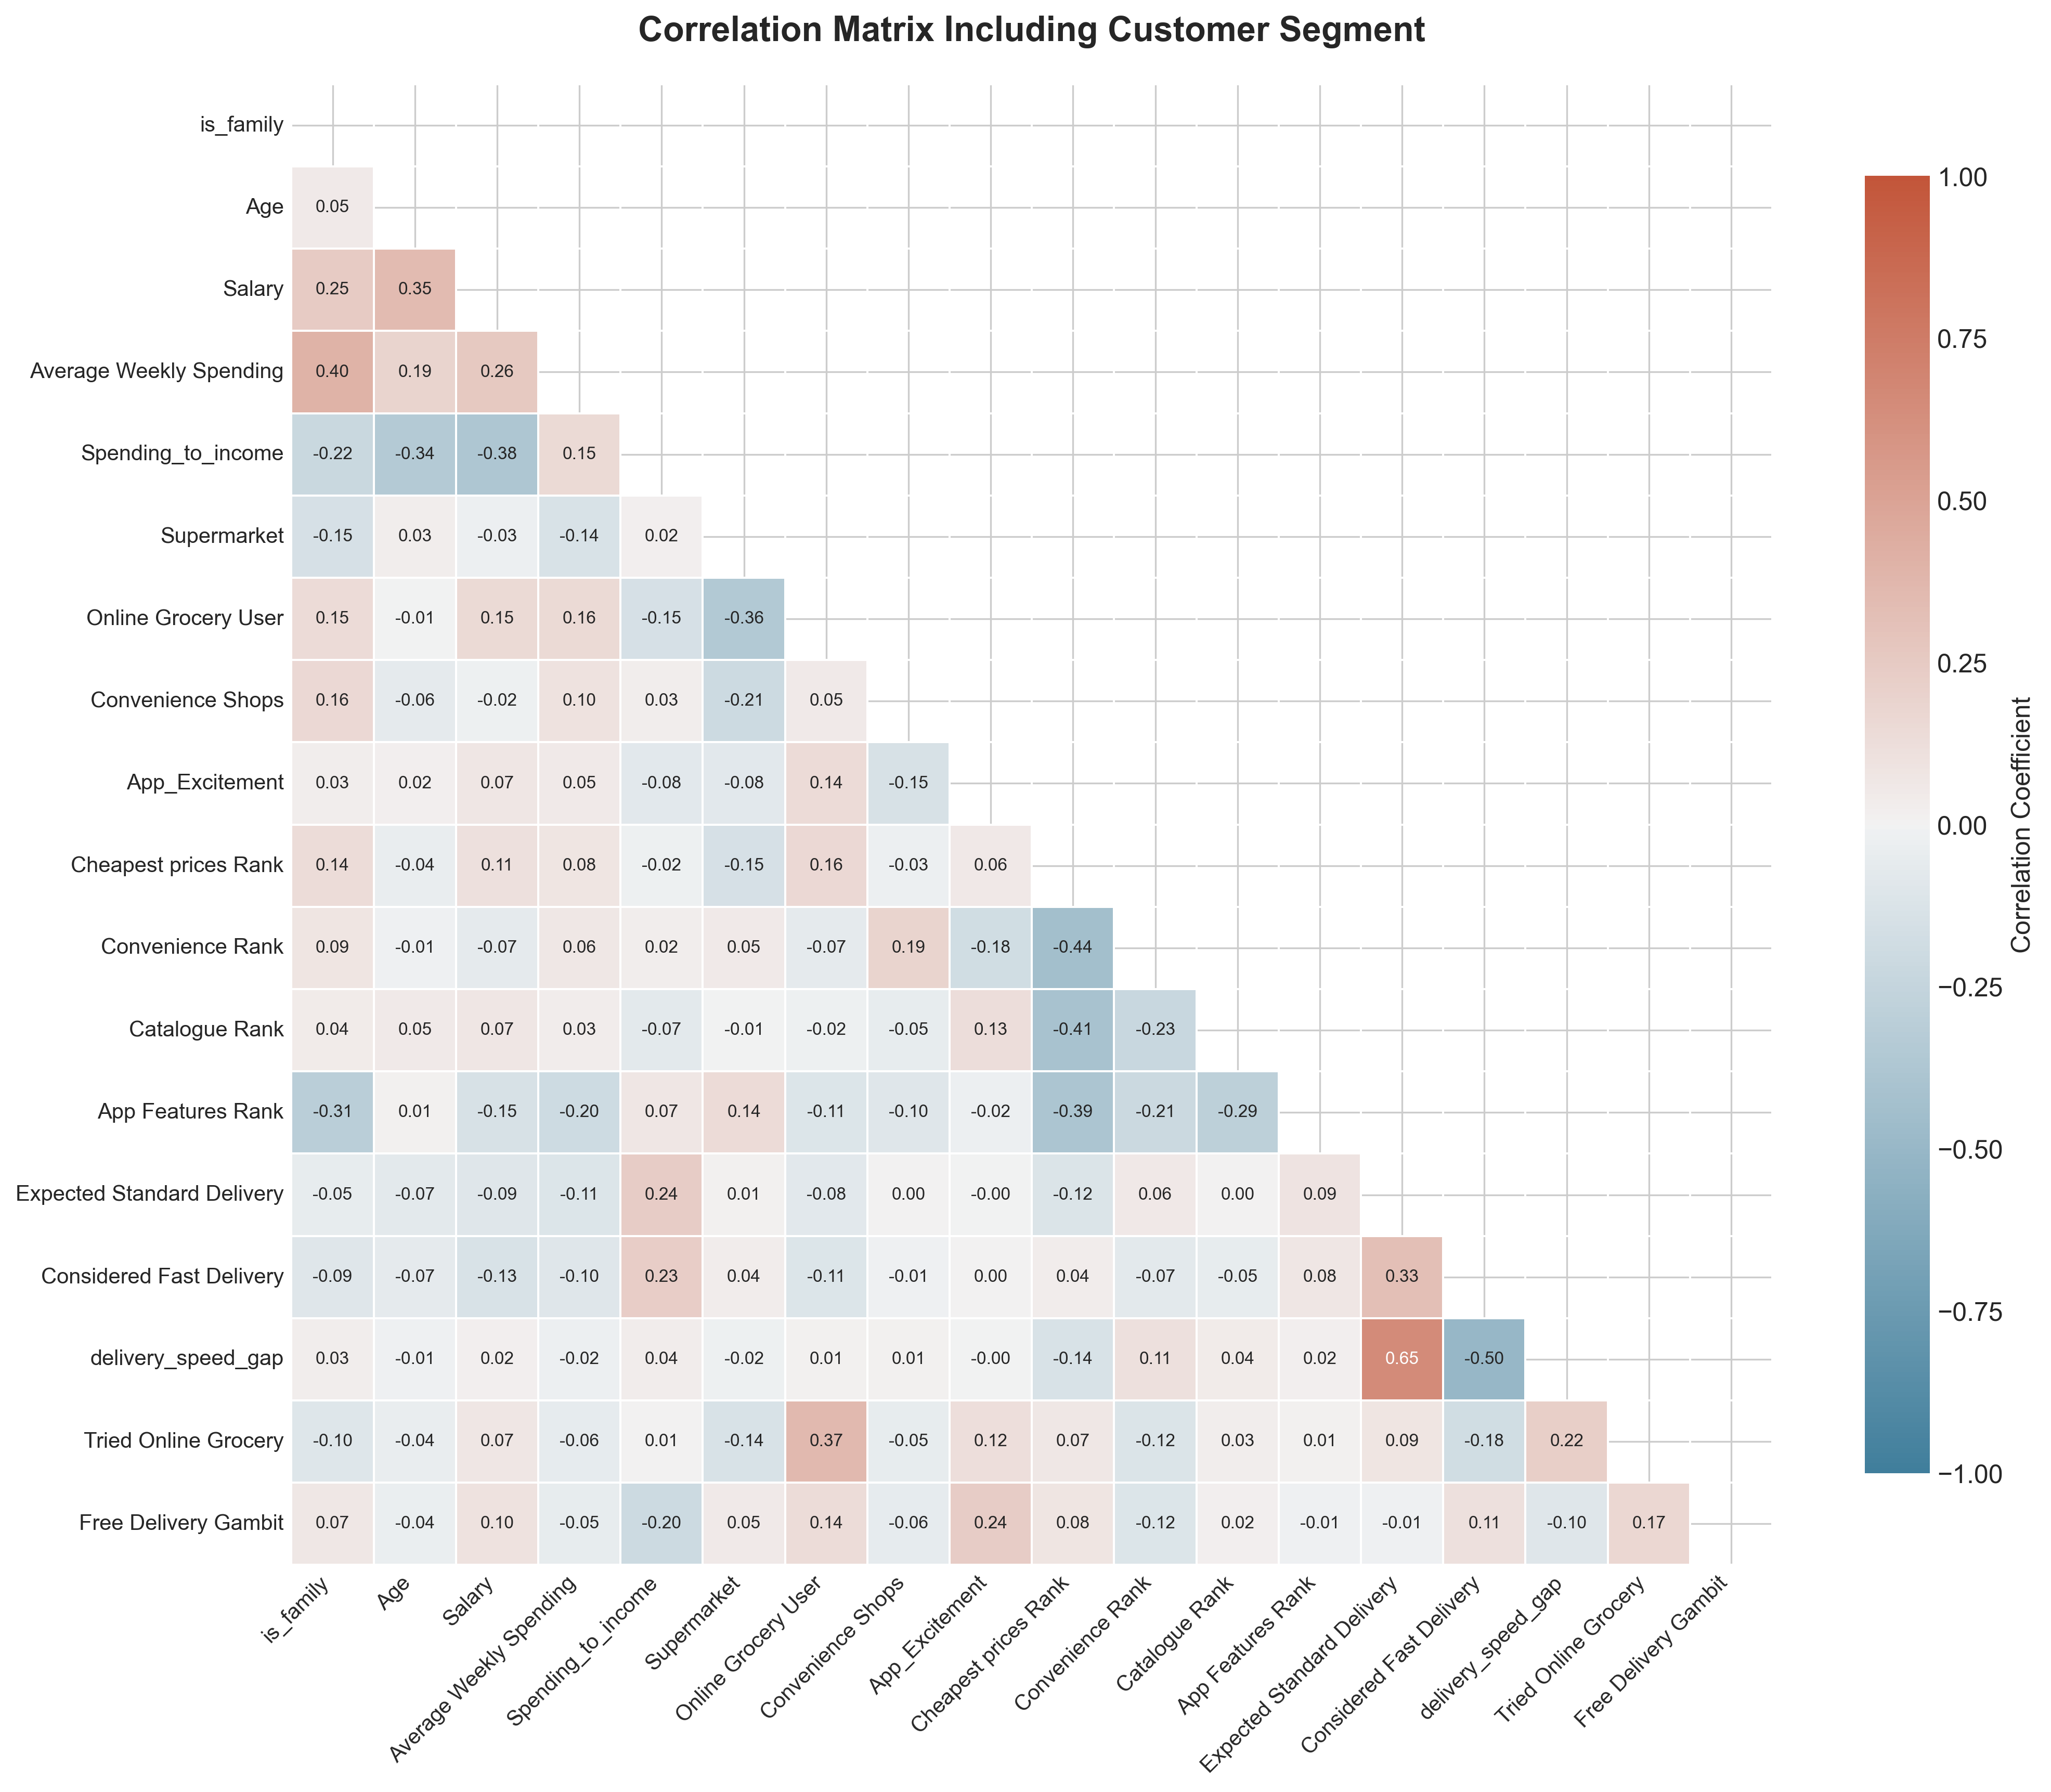 Correlation Matrix Including Customer Segment
is_family
Age 0.05
Salary 0.25 0.35
Average Weekly Spending 0.40 0.19 0.26
Spending_to_income -0.22 -0.34 -0.38 0.15
Supermarket -0.15 0.03 -0.03 -0.14 0.02
Online Grocery User 0.15 -0.01 0.15 0.16 -0.15 -0.36
Convenience Shops 0.16 -0.06 -0.02 0.10 0.03 -0.21 0.05
App_Excitement 0.03 0.02 0.07 0.05 -0.08 -0.08 0.14 -0.15
Cheapest prices Rank 0.14 -0.04 0.11 0.08 -0.02 -0.15 0.16 -0.03 0.06
Convenience Rank 0.09 -0.01 -0.07 0.06 0.02 0.05 -0.07 0.19 -0.18 -0.44
Catalogue Rank 0.04 0.05 0.07 0.03 -0.07 -0.01 -0.02 -0.05 0.13 -0.41 -0.23
App Features Rank -0.31 0.01 -0.15 -0.20 0.07 0.14 -0.11 -0.10 -0.02 -0.39 -0.21 -0.29
Expected Standard Delivery -0.05 -0.07 -0.09 -0.11 0.24 0.01 -0.08 0.00 -0.00 -0.12 0.06 0.00 0.09
Considered Fast Delivery -0.09 -0.07 -0.13 -0.10 0.23 0.04 -0.11 -0.01 0.00 0.04 -0.07 -0.05 0.08 0.33
delivery_speed_gap 0.03 -0.01 0.02 -0.02 0.04 -0.02 0.01 0.01 -0.00 -0.14 0.11 0.04 0.02 0.65 -0.50
Tried Online Grocery -0.10 -0.04 0.07 -0.06 0.01 -0.14 0.37 -0.05 0.12 0.07 -0.12 0.03 0.01 0.09 -0.18 0.22
Free Delivery Gambit 0.07 -0.04 0.10 -0.05 -0.20 0.05 0.14 -0.06 0.24 0.08 -0.12 0.02 -0.01 -0.01 0.11 -0.10 0.17
is_family
Age
Salary
Average Weekly Spending
Spending_to_income
Supermarket
Online Grocery User
Convenience Shops
App_Excitement
Cheapest prices Rank
Convenience Rank
Catalogue Rank
App Features Rank
Expected Standard Delivery
Considered Fast Delivery
delivery_speed_gap
Tried Online Grocery
Free Delivery Gambit
1.00
0.75
0.50
0.25
0.00
−0.25
−0.50
−0.75
−1.00
Correlation Coefficient